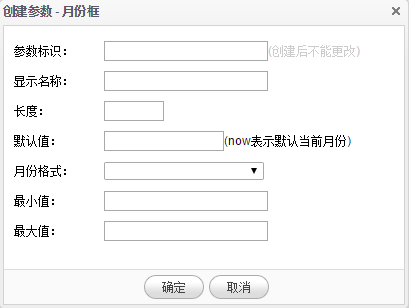 创建参数 - 月份框
参数标识： (创建后不能更改)
显示名称：
长度：
默认值： (now表示默认当前月份)
月份格式：
最小值：
最大值：
确定 取消